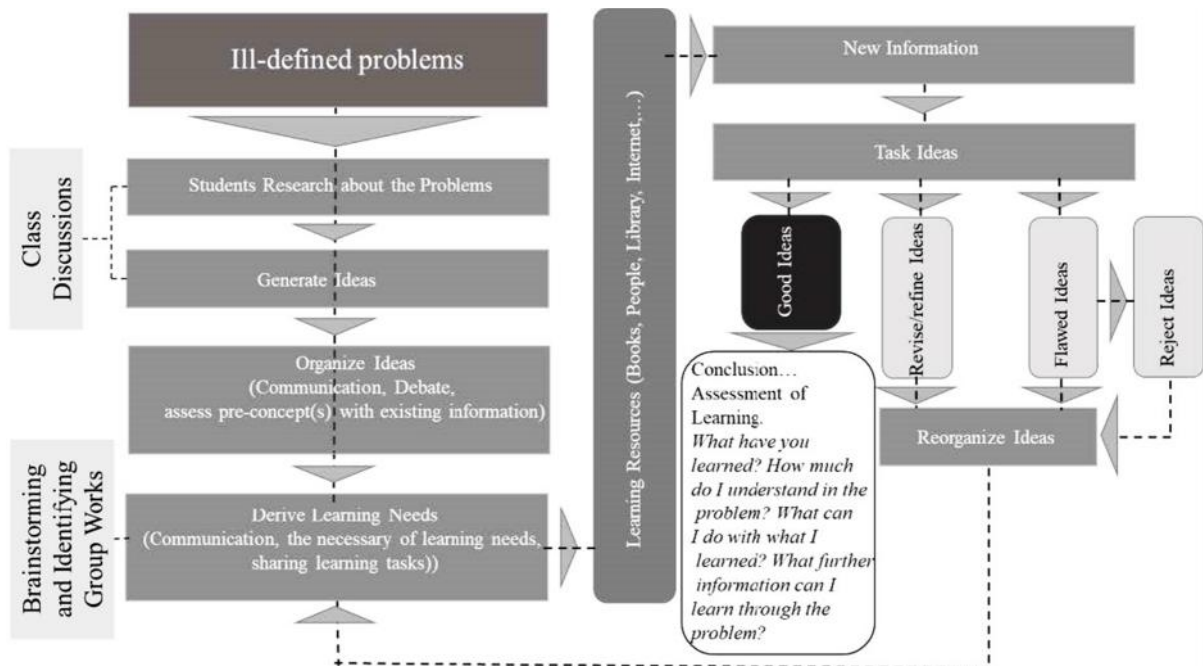 Ill-defined problems
Class
Discussions
Students Research about the Problems
Generate Ideas
Organize Ideas
(Communication, Debate,
assess pre-concept(s) with existing information)
Brainstorming
and Identifying
Group Works
Derive Learning Needs
(Communication, the necessary of learning needs,
sharing learning tasks))
Learning Resources (Books, People, Library, Internet,…)
New Information
Task Ideas
Good Ideas
Revise/refine Ideas
Flawed Ideas
Reject Ideas
Conclusion…
Assessment of
Learning.
What have you
learned? How much
do I understand in the
problem? What can
I do with what I
learned? What further
information can I
learn through the
problem?
Reorganize Ideas